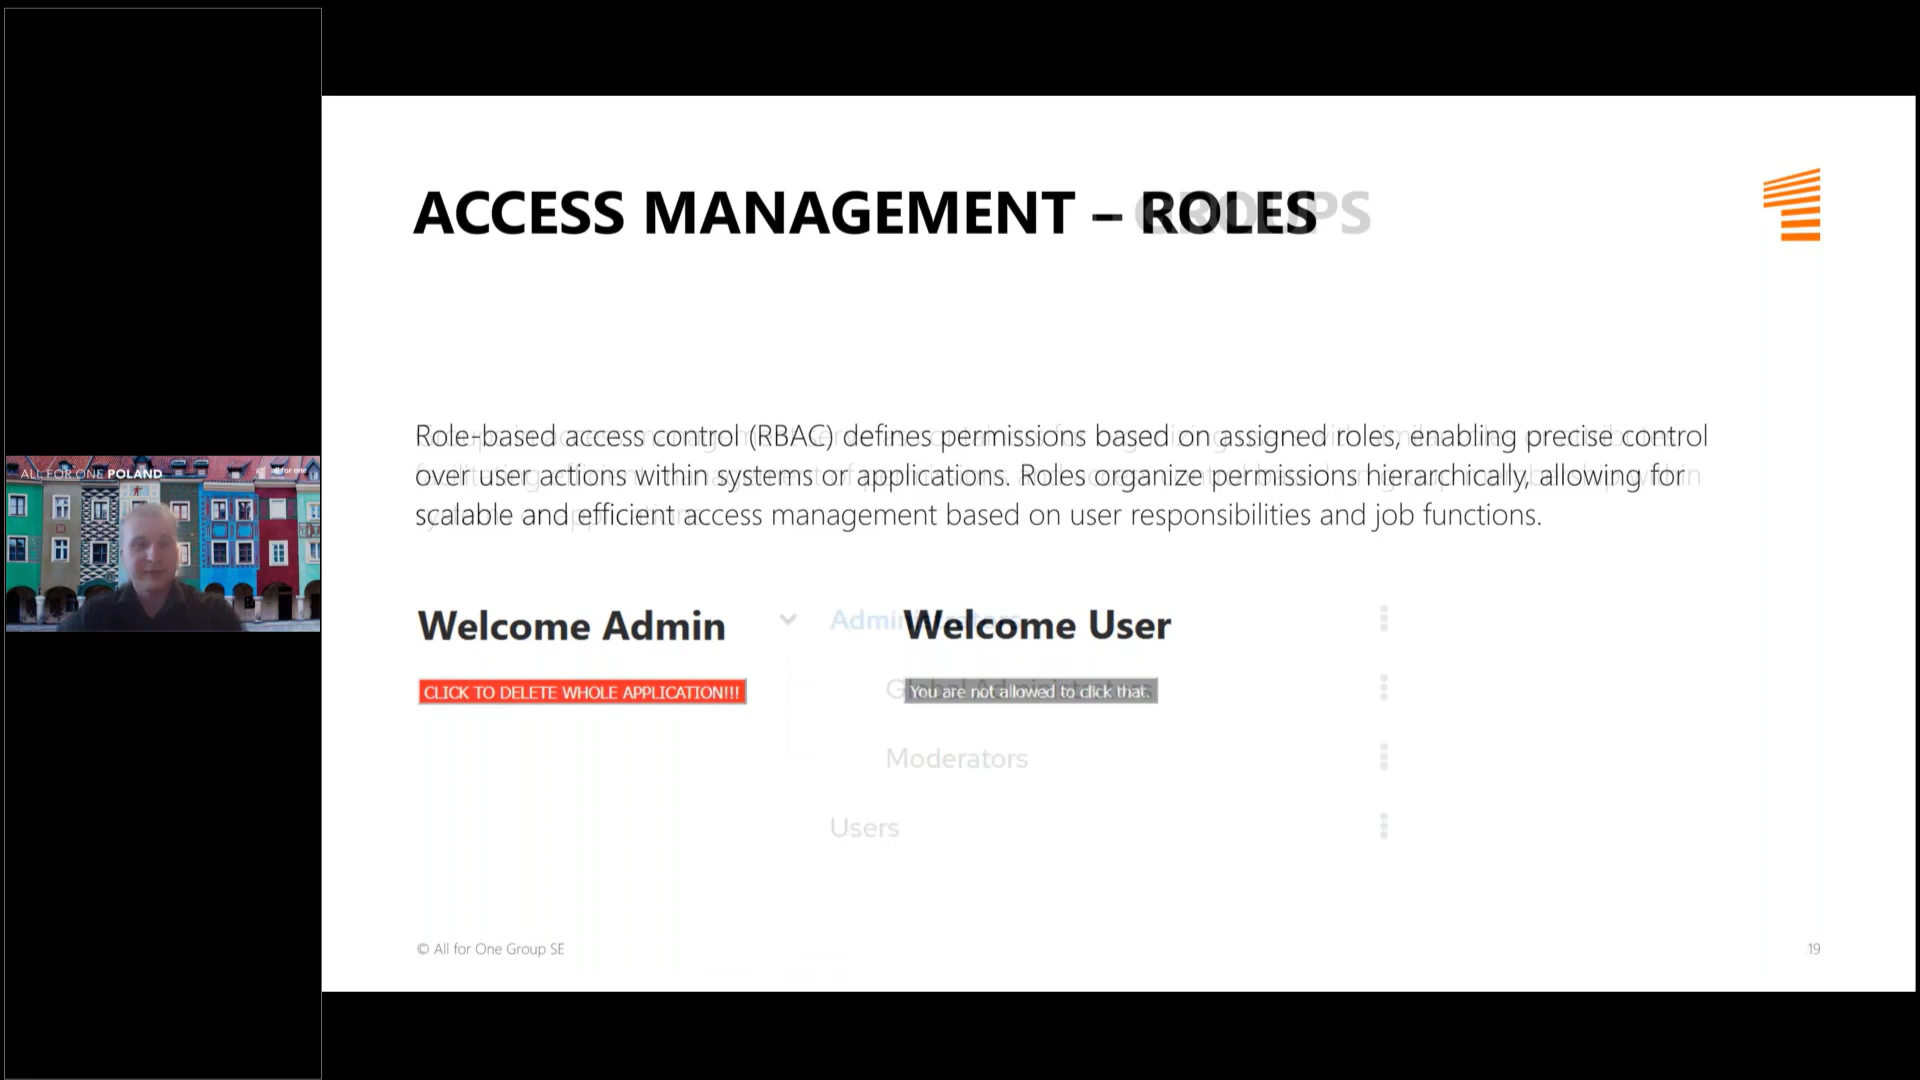 ACCESS MANAGEMENT – ROLES
Role-based access control (RBAC) defines permissions based on assigned roles, enabling precise control
over user actions within systems or applications. Roles organize permissions hierarchically, allowing for
scalable and efficient access management based on user responsibilities and job functions.
ALL FOR ONE POLAND
all for one
Welcome Admin
Welcome User
CLICK TO DELETE WHOLE APPLICATION!!!
You are not allowed to click that.
Moderators
Users
© All for One Group SE
19